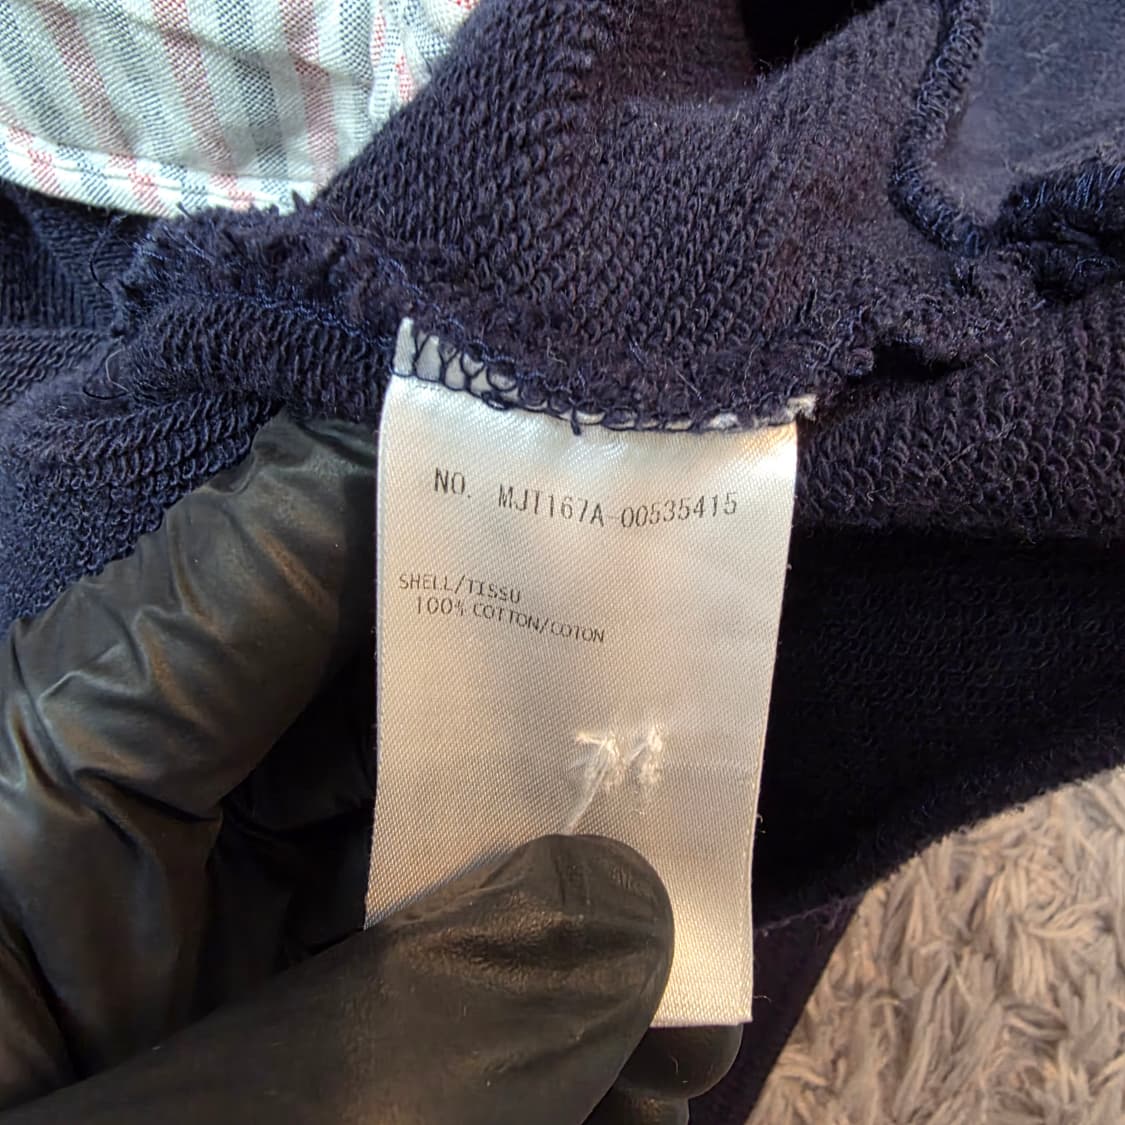 NO. MJT167A-00535415
SHELL/TISSU
100% COTTON/COTON